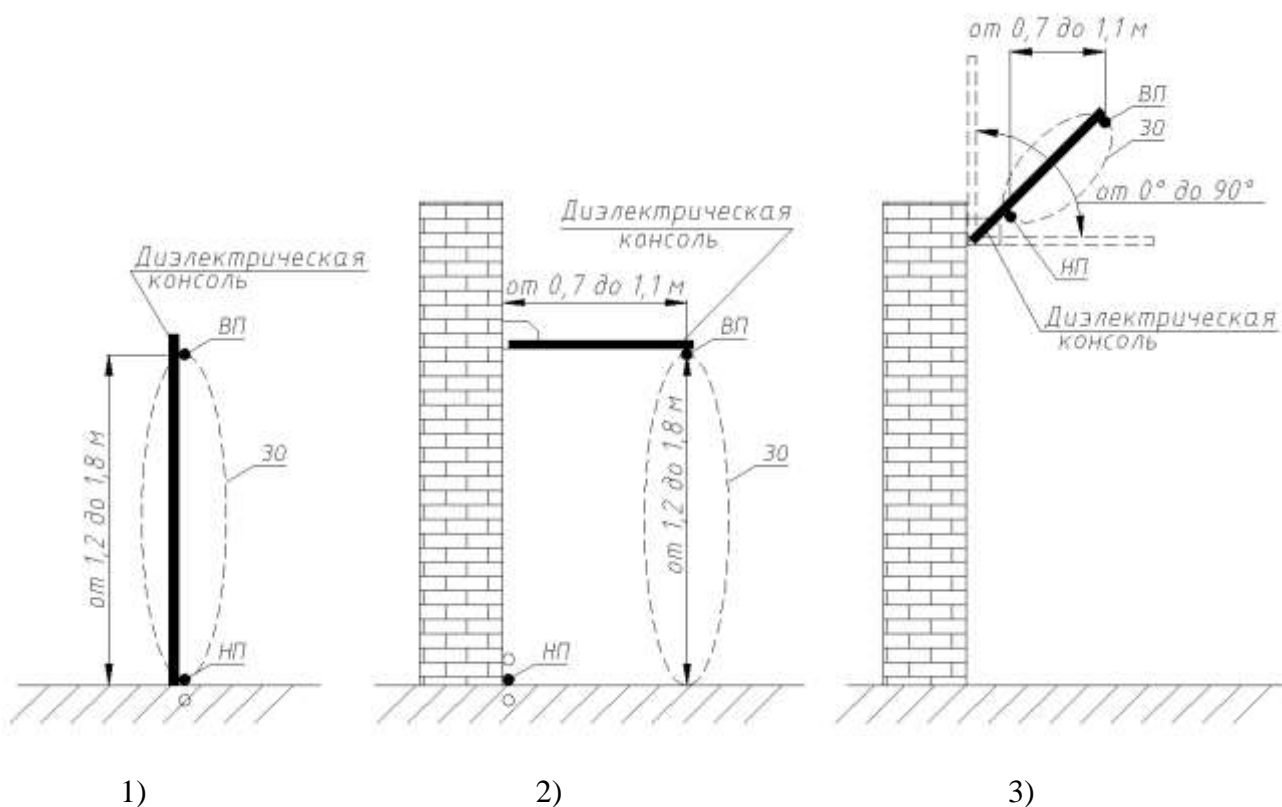 Диэлектрическая
консоль
ВП
от 1,2 до 1,8 м
ЗО
НП
Диэлектрическая
консоль
от 0,7 до 1,1 м
ВП
от 1,2 до 1,8 м
ЗО
НП
от 0,7 до 1,1 м
ВП
ЗО
от 0° до 90°
НП
Диэлектрическая
консоль
1)
2)
3)